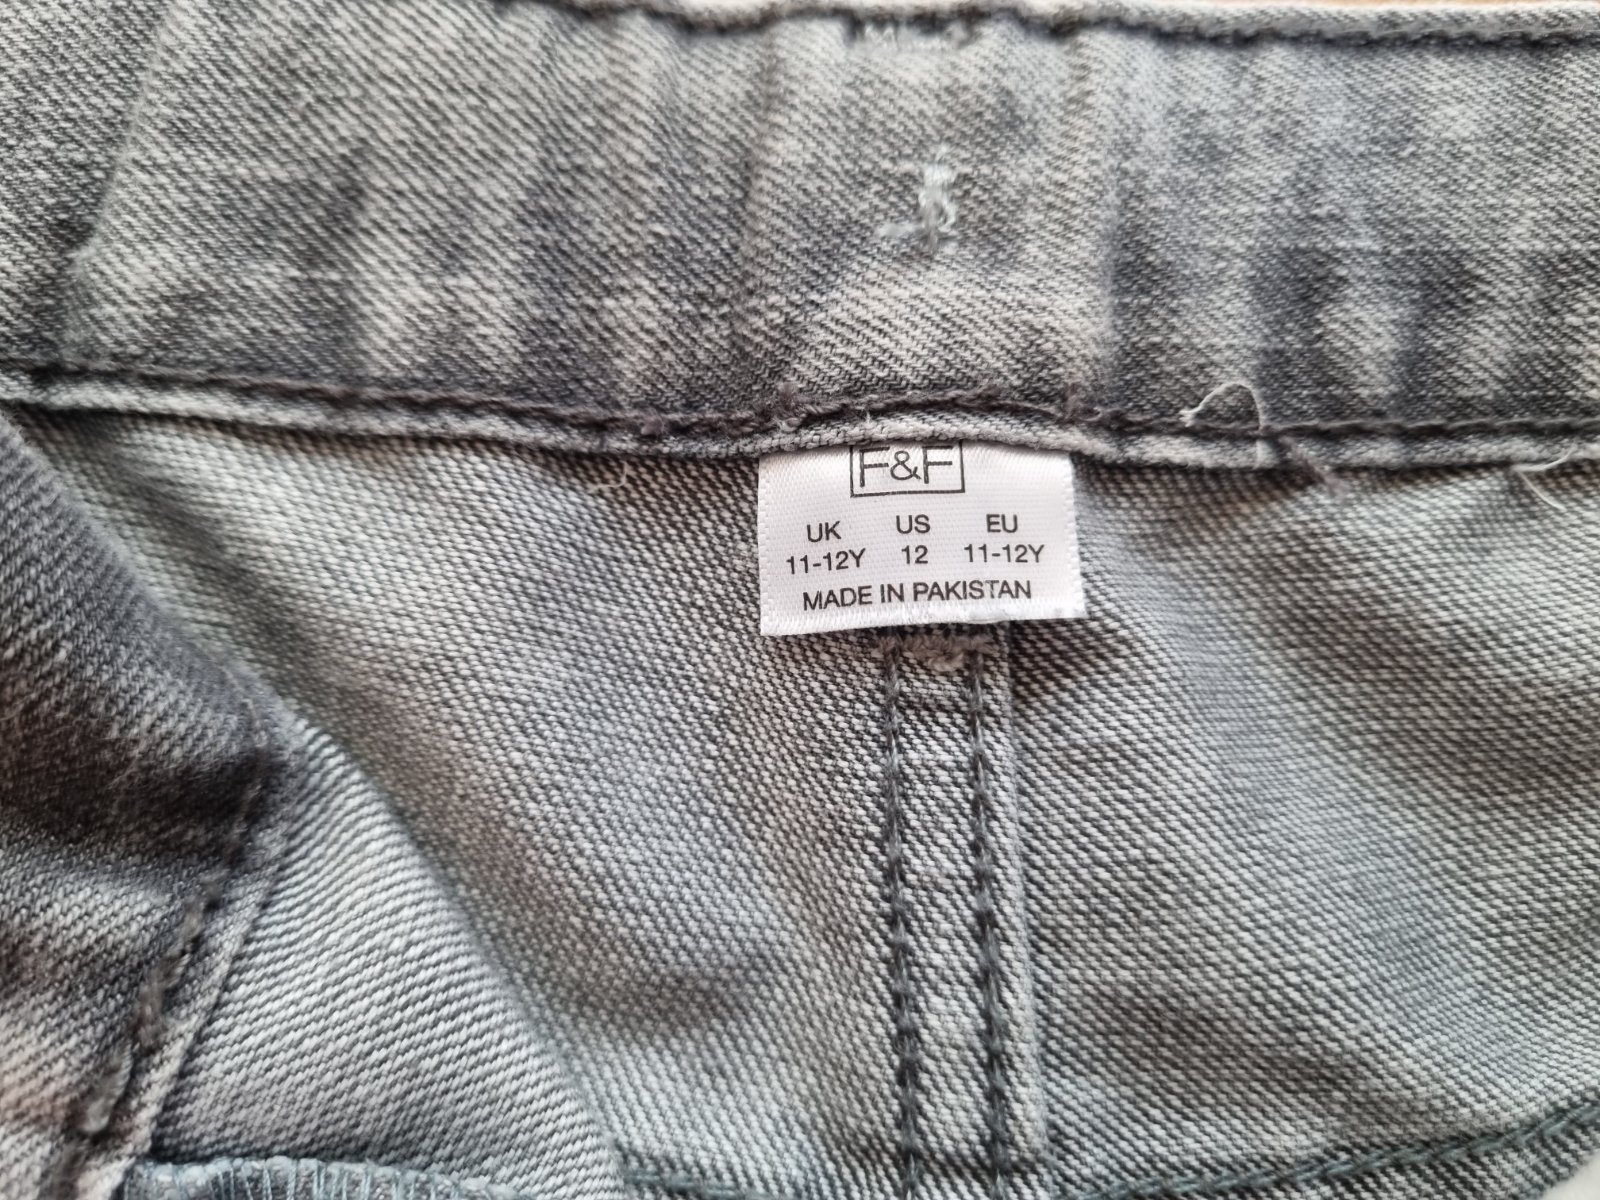 F&F
UK US EU
11-12Y 12 11-12Y
MADE IN PAKISTAN